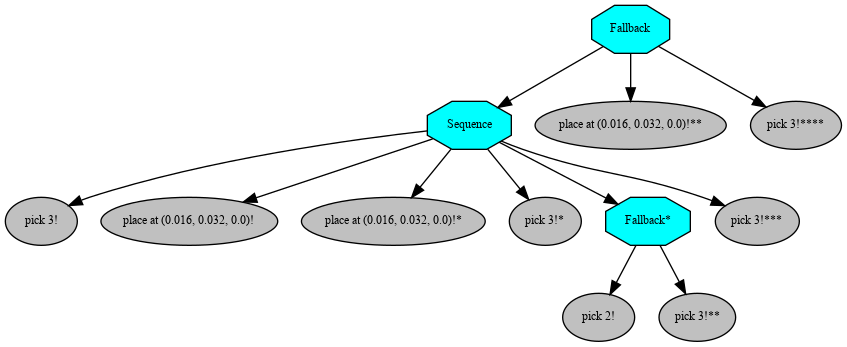 Fallback
Sequence
place at (0.016, 0.032, 0.0)!**
pick 3!****
pick 3!
place at (0.016, 0.032, 0.0)!
place at (0.016, 0.032, 0.0)!*
pick 3!*
Fallback*
pick 3!***
pick 2!
pick 3!**